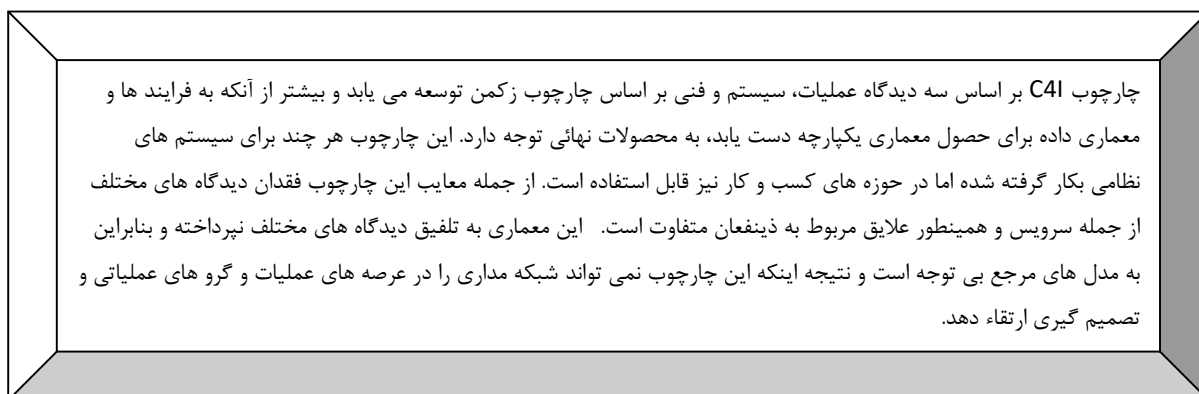 چارچوب C4I بر اساس سه دیدگاه عملیات، سیستم و فنی بر اساس چارچوب زکمن توسعه می یابد و بیشتر از آنکه به فرایند ها و
معماری داده برای حصول معماری یکپارچه دست یابد، به محصولات نهائی توجه دارد. این چارچوب هر چند برای سیستم های
نظامی بکار گرفته شده اما در حوزه های کسب و کار نیز قابل استفاده است. از جمله معایب این چارچوب فقدان دیدگاه های مختلف
از جمله سرویس و همینطور علایق مربوط به ذینفعان متفاوت است. این معماری به تلفیق دیدگاه های مختلف نپرداخته و بنابراین
به مدل های مرجع بی توجه است و نتیجه اینکه این چارچوب نمی تواند شبکه مداری را در عرصه های عملیات و گرو های عملیاتی و
تصمیم گیری ارتقاء دهد.